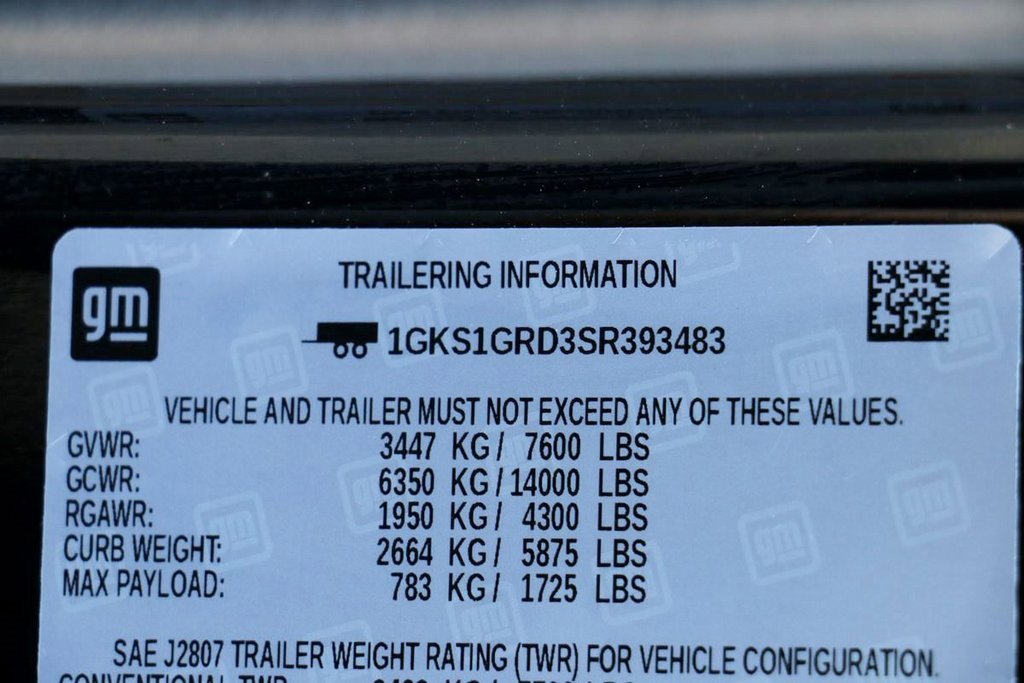 gm
TRAILERING INFORMATION
1GKS1GRD3SR393483
VEHICLE AND TRAILER MUST NOT EXCEED ANY OF THESE VALUES.
GVWR: 3447 KG / 7600 LBS
GCWR: 6350 KG / 14000 LBS
RGAWR: 1950 KG / 4300 LBS
CURB WEIGHT: 2664 KG / 5875 LBS
MAX PAYLOAD: 783 KG / 1725 LBS
SAE J2807 TRAILER WEIGHT RATING (TWR) FOR VEHICLE CONFIGURATION.
CONVENTIONAL TWR